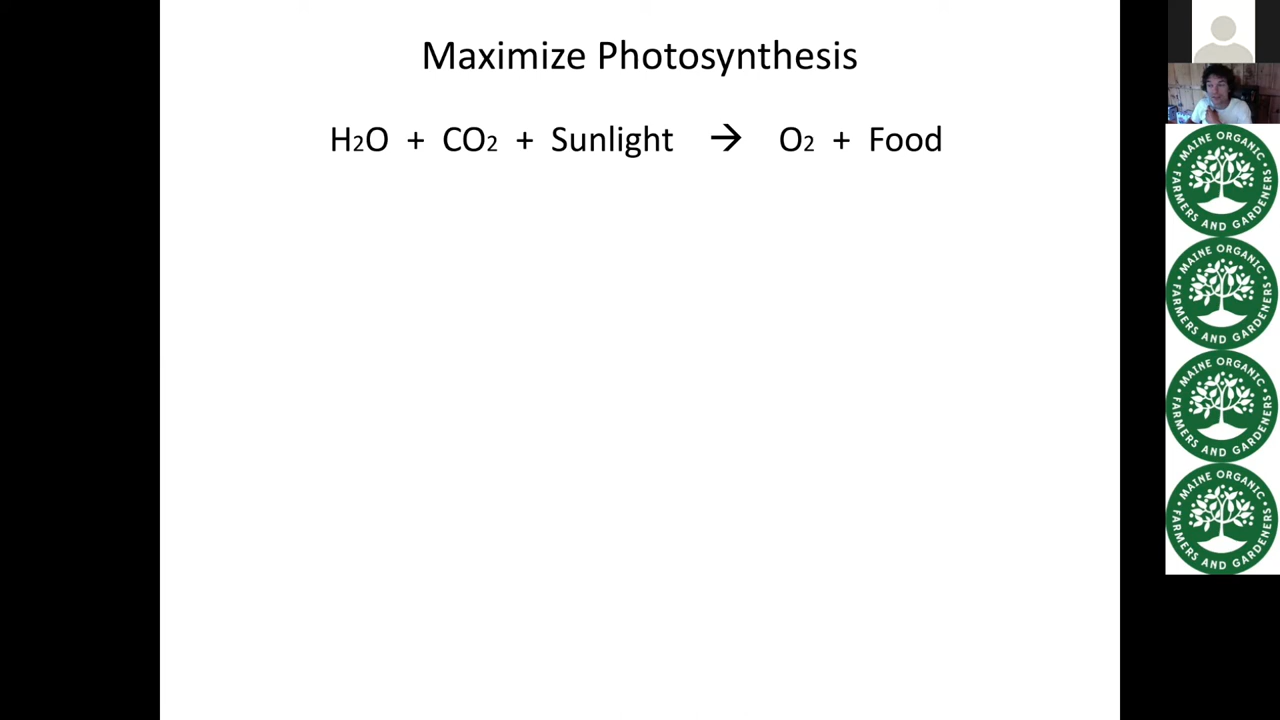 Maximize Photosynthesis
H2O + CO2 + Sunlight → O2 + Food
MAINE ORGANIC
FARMERS AND GARDENERS
MAINE ORGANIC
FARMERS AND GARDENERS
MAINE ORGANIC
FARMERS AND GARDENERS
MAINE ORGANIC
FARMERS AND GARDENERS